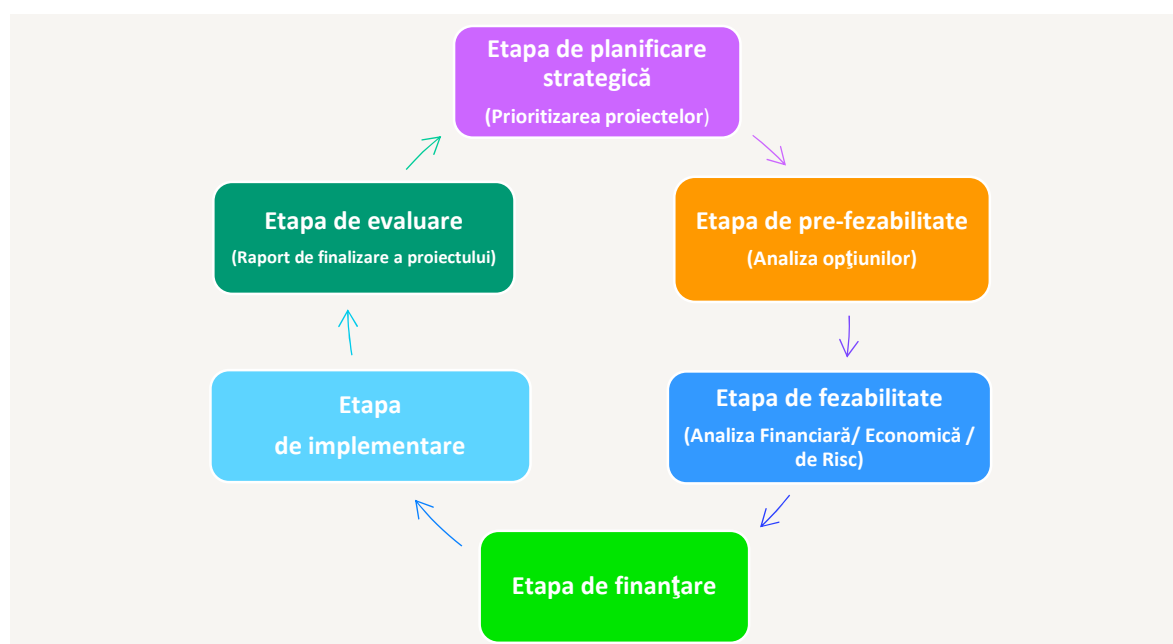 Etapa de planificare
strategică
(Prioritizarea proiectelor)
Etapa de evaluare
(Raport de finalizare a proiectului)
Etapa de pre-fezabilitate
(Analiza opţiunilor)
Etapa
de implementare
Etapa de fezabilitate
(Analiza Financiară/ Economică /
de Risc)
Etapa de finanţare